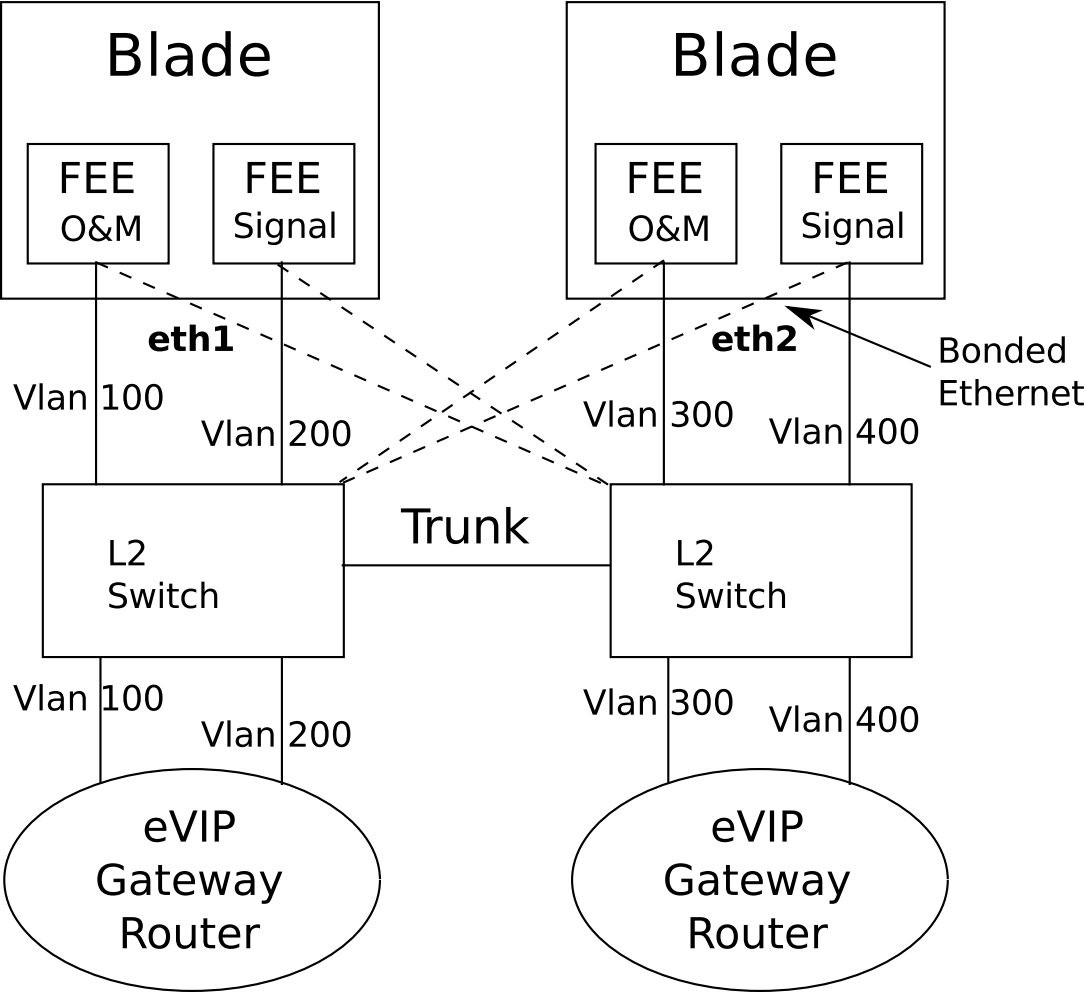 Blade
Blade
FEE
O&M
FEE
Signal
FEE
O&M
FEE
Signal
eth1
eth2
Bonded
Ethernet
Vlan 100
Vlan 200
Vlan 300
Vlan 400
L2
Switch
Trunk
L2
Switch
Vlan 100
Vlan 200
Vlan 300
Vlan 400
eVIP
Gateway
Router
eVIP
Gateway
Router